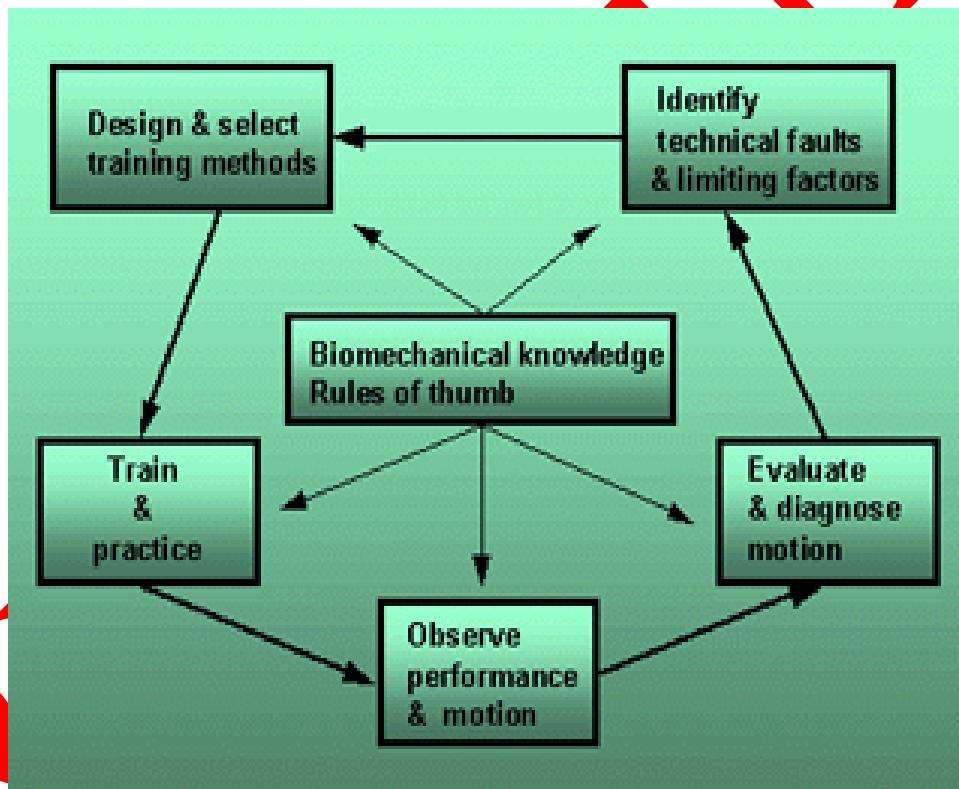 Design & select
training methods
Identify
technical faults
& limiting factors
Biomechanical knowledge
Rules of thumb
Train
&
practice
Evaluate
& diagnose
motion
Observe
performance
& motion